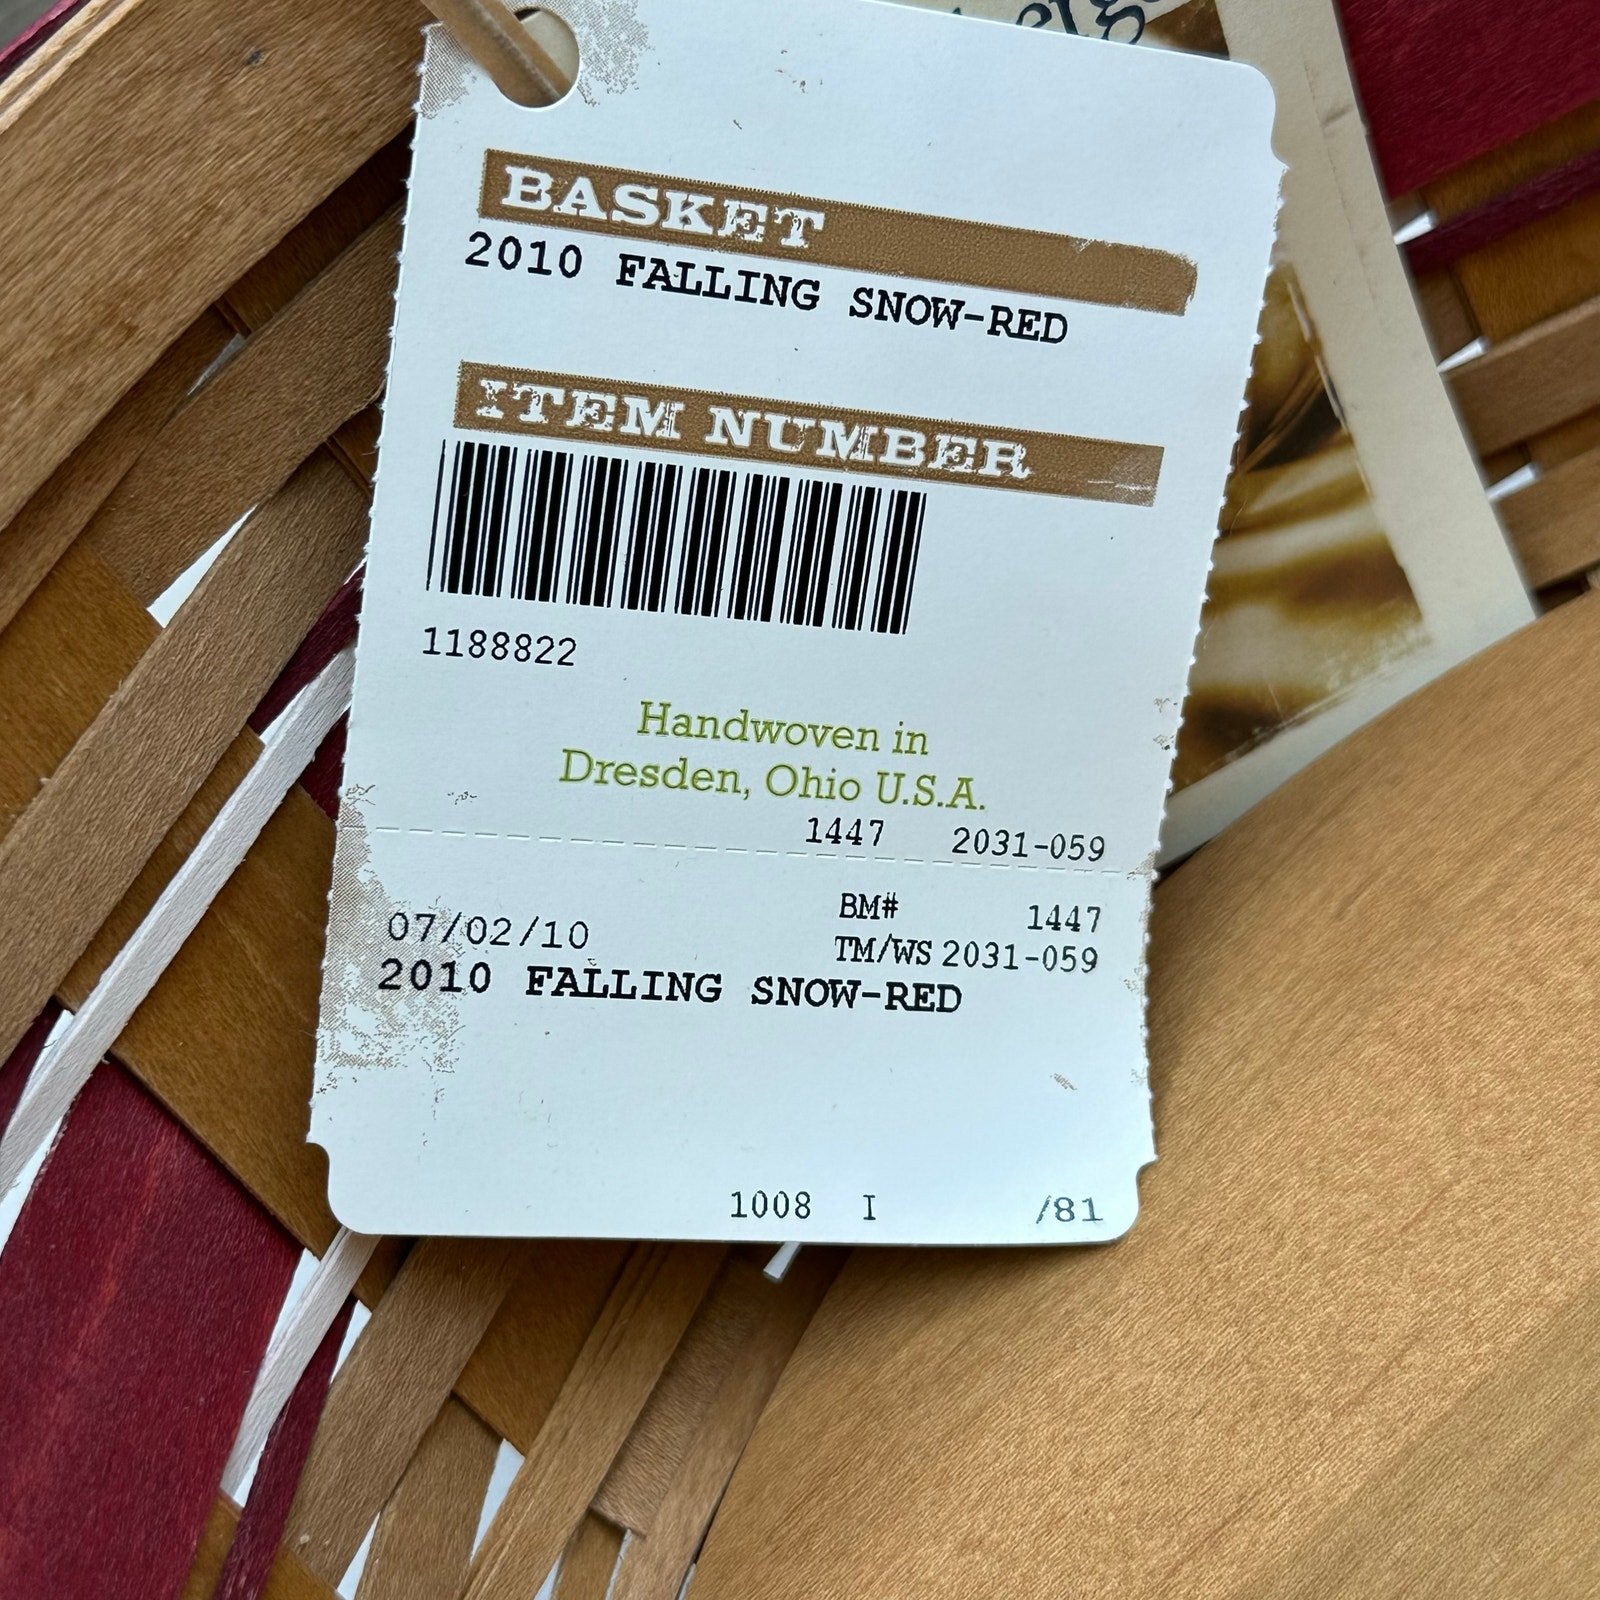 BASKET
2010 FALLING SNOW-RED
ITEM NUMBER
1188822
Handwoven in
Dresden, Ohio U.S.A.
1447 2031-059
BM# 1447
07/02/10
TM/WS 2031-059
2010 FALLING SNOW-RED
1008 I /81